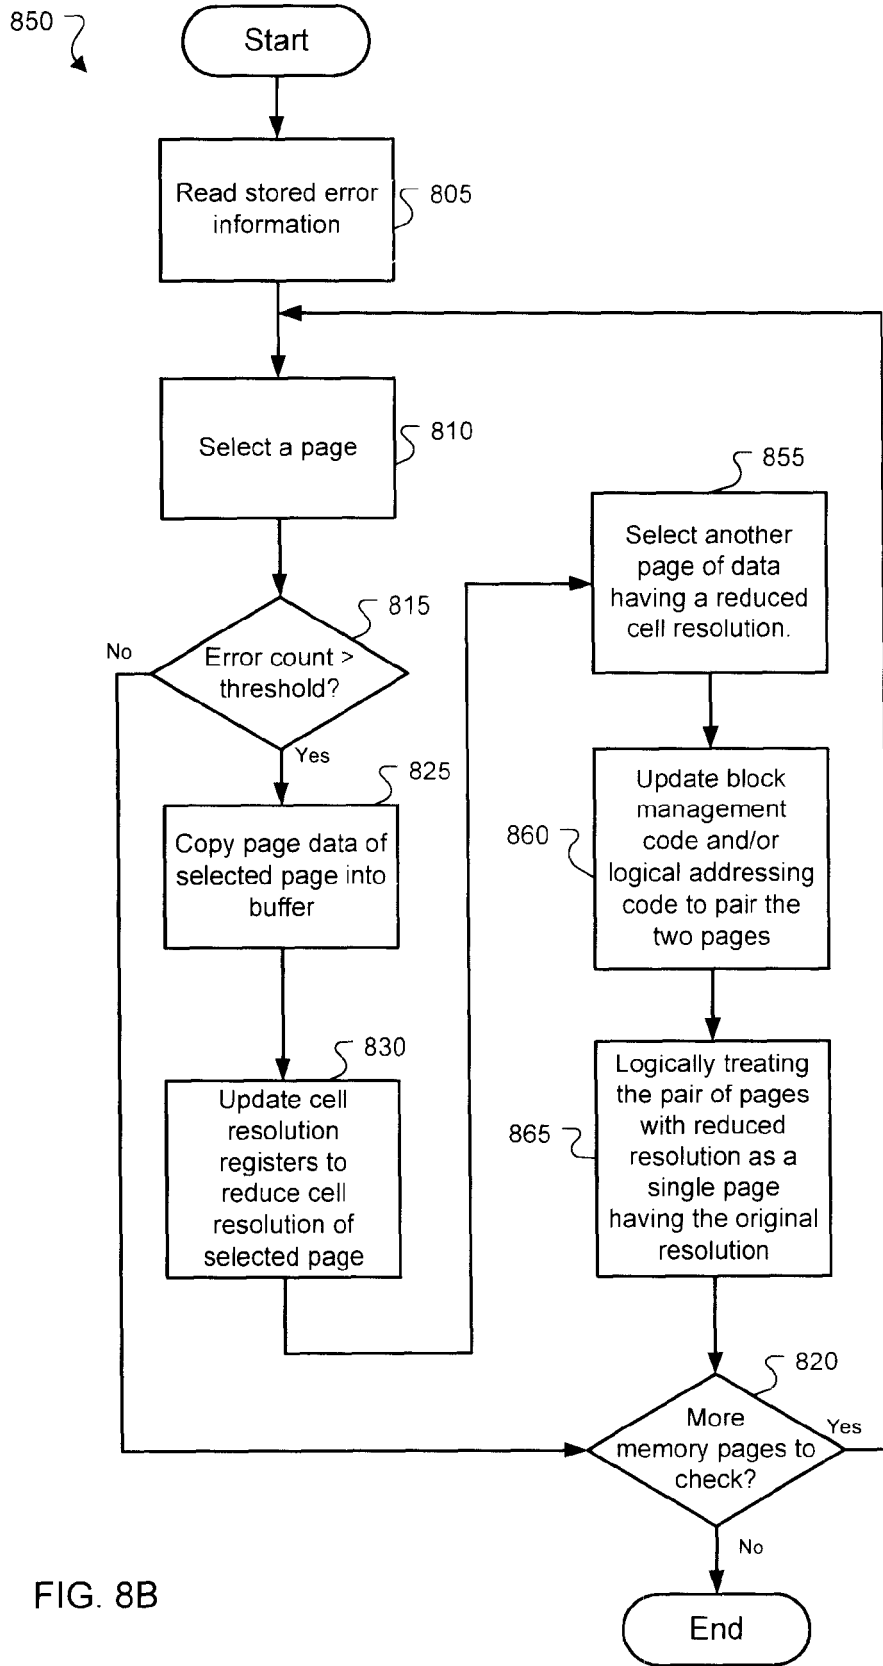 850
Start
Read stored error
information
805
Select a page
810
815
Error count >
threshold?
No
Yes
825
Copy page data of
selected page into
buffer
830
Update cell
resolution
registers to
reduce cell
resolution of
selected page
855
Select another
page of data
having a reduced
cell resolution.
860
Update block
management
code and/or
logical addressing
code to pair the
two pages
865
Logically treating
the pair of pages
with reduced
resolution as a
single page
having the original
resolution
820
More
memory pages to
check?
Yes
No
End
FIG. 8B